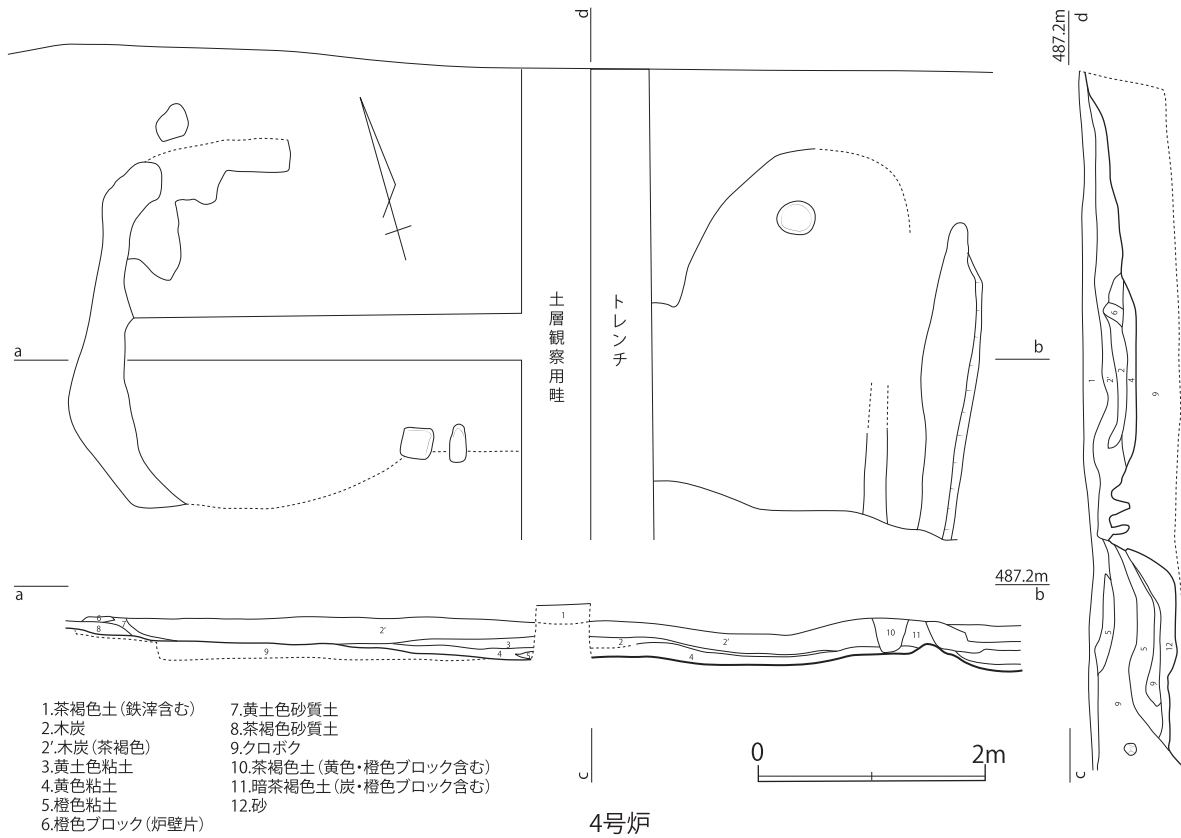 d
487.2m
d
土層観察用畦
トレンチ
a
b
6
1
2'
2
4
9
a
487.2m
b
6
8
7
2'
9
3
4
5
1
2
2'
4
10
11
5
5
9
12
9
1.茶褐色土（鉄滓含む）
2.木炭
2'.木炭（茶褐色）
3.黄土色粘土
4.黄色粘土
5.橙色粘土
6.橙色ブロック（炉壁片）
7.黄土色砂質土
8.茶褐色砂質土
9.クロボク
10.茶褐色土（黄色・橙色ブロック含む）
11.暗茶褐色土（炭・橙色ブロック含む）
12.砂
c
0 2m
c
4号炉